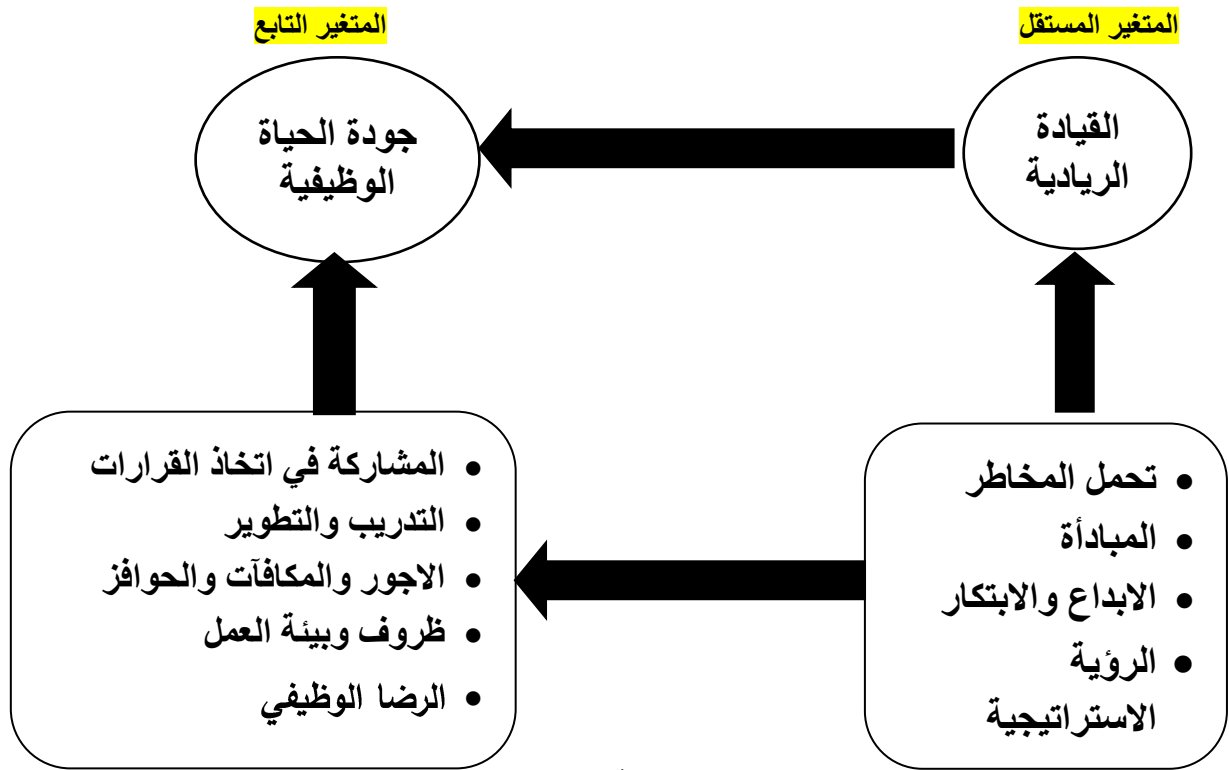 المتغير المستقل
المتغير التابع
القيادة
الريادية
جودة الحياة
الوظيفية
• تحمل المخاطر
• المبادأة
• الابداع والابتكار
• الرؤية
الاستراتيجية
• المشاركة في اتخاذ القرارات
• التدريب والتطوير
• الاجور والمكافآت والحوافز
• ظروف وبيئة العمل
• الرضا الوظيفي